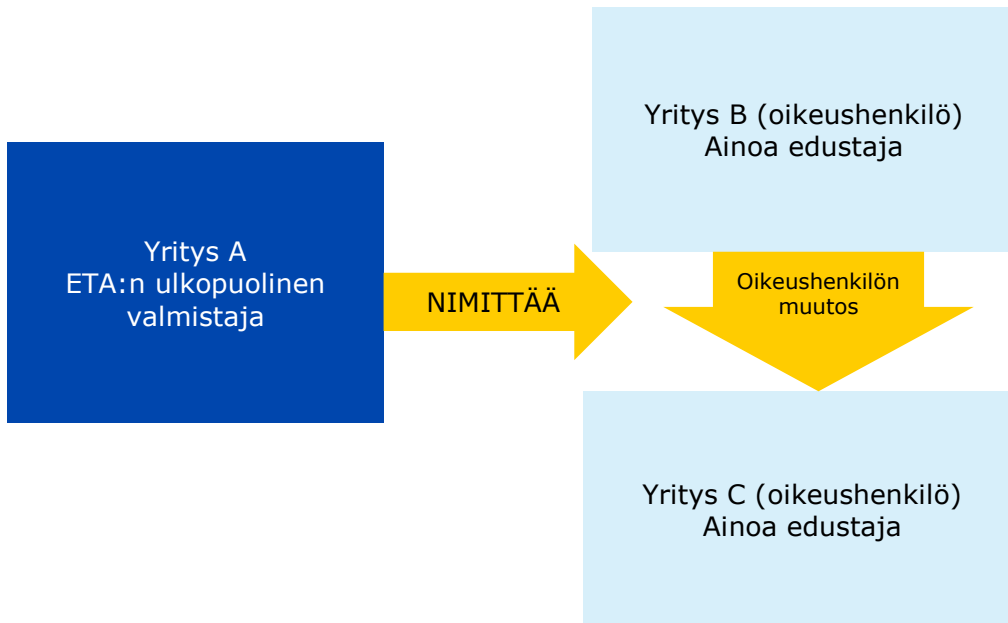 Yritys A
ETA:n ulkopuolinen
valmistaja
NIMITTÄÄ
Yritys B (oikeushenkilö)
Ainoa edustaja
Oikeushenkilön
muutos
Yritys C (oikeushenkilö)
Ainoa edustaja